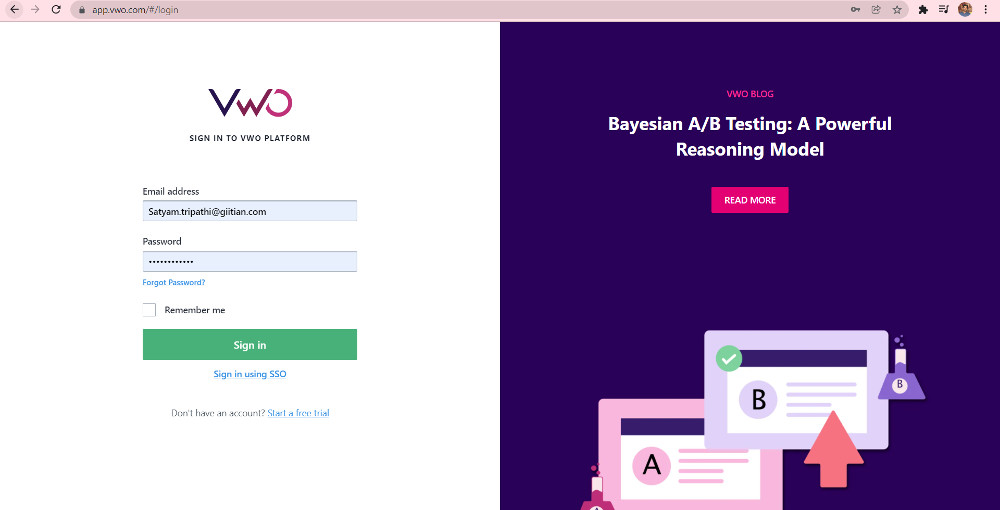 app.vwo.com/#/login
VWO
SIGN IN TO VWO PLATFORM
Email address
Satyam.tripathi@giitian.com
Password
••••••••••••
Forgot Password?
Remember me
Sign in
Sign in using SSO
Don't have an account? Start a free trial
VWO BLOG
Bayesian A/B Testing: A Powerful
Reasoning Model
READ MORE
B
B
A
A